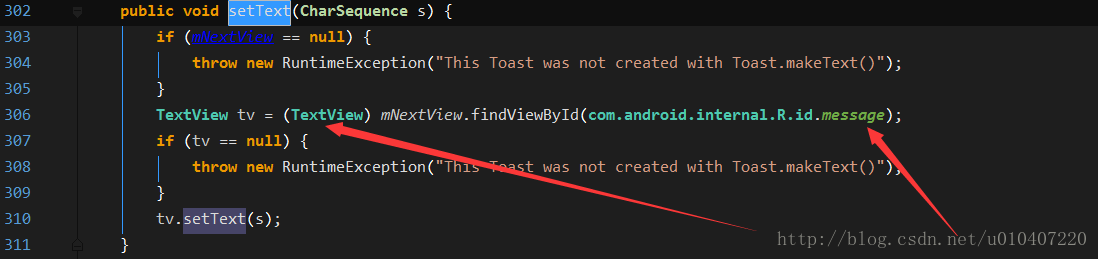 302 public void setText(CharSequence s) {
303 if (mNextView == null) {
304 throw new RuntimeException("This Toast was not created with Toast.makeText()");
305 }
306 TextView tv = (TextView) mNextView.findViewById(com.android.internal.R.id.message);
307 if (tv == null) {
308 throw new RuntimeException("This Toast was not created with Toast.makeText()");
309 }
310 tv.setText(s);
http://blog.csdn.net/u010407220
311 }